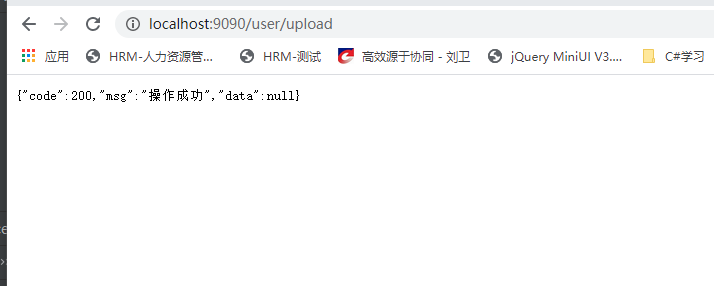 localhost:9090/user/upload
应用 HRM-人力资源管... HRM-测试 高效源于协同 - 刘卫 jQuery MiniUI V3.... C#学习
{"code":200,"msg":"操作成功","data":null}